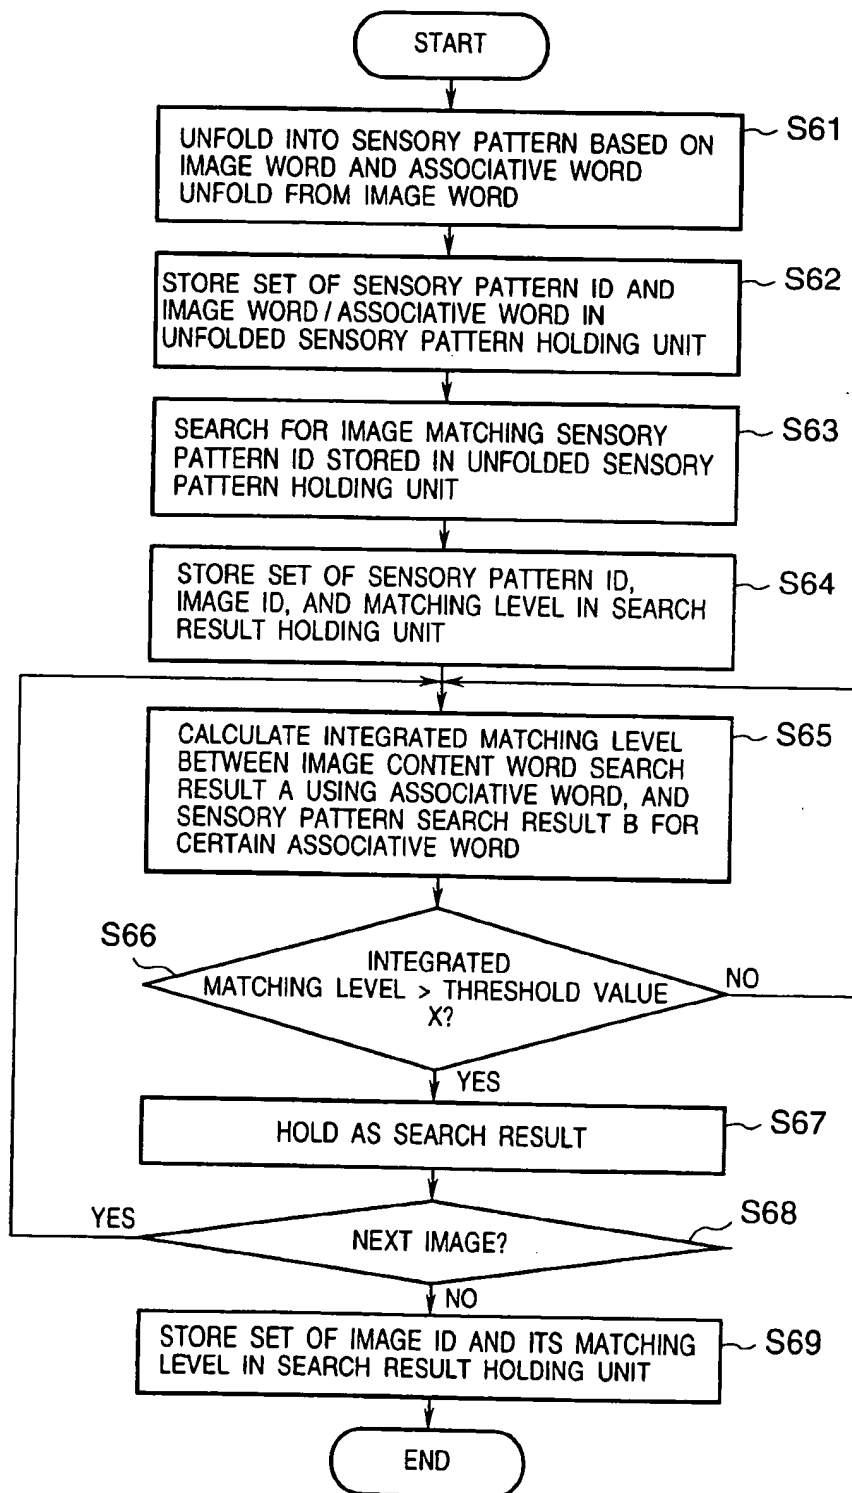 START
UNFOLD INTO SENSORY PATTERN BASED ON
IMAGE WORD AND ASSOCIATIVE WORD
UNFOLD FROM IMAGE WORD
S61
STORE SET OF SENSORY PATTERN ID AND
IMAGE WORD / ASSOCIATIVE WORD IN
UNFOLDED SENSORY PATTERN HOLDING UNIT
S62
SEARCH FOR IMAGE MATCHING SENSORY
PATTERN ID STORED IN UNFOLDED SENSORY
PATTERN HOLDING UNIT
S63
STORE SET OF SENSORY PATTERN ID,
IMAGE ID, AND MATCHING LEVEL IN SEARCH
RESULT HOLDING UNIT
S64
CALCULATE INTEGRATED MATCHING LEVEL
BETWEEN IMAGE CONTENT WORD SEARCH
RESULT A USING ASSOCIATIVE WORD, AND
SENSORY PATTERN SEARCH RESULT B FOR
CERTAIN ASSOCIATIVE WORD
S65
S66
INTEGRATED
MATCHING LEVEL > THRESHOLD VALUE
X?
NO
YES
HOLD AS SEARCH RESULT
S67
YES
NEXT IMAGE?
S68
NO
STORE SET OF IMAGE ID AND ITS MATCHING
LEVEL IN SEARCH RESULT HOLDING UNIT
S69
END